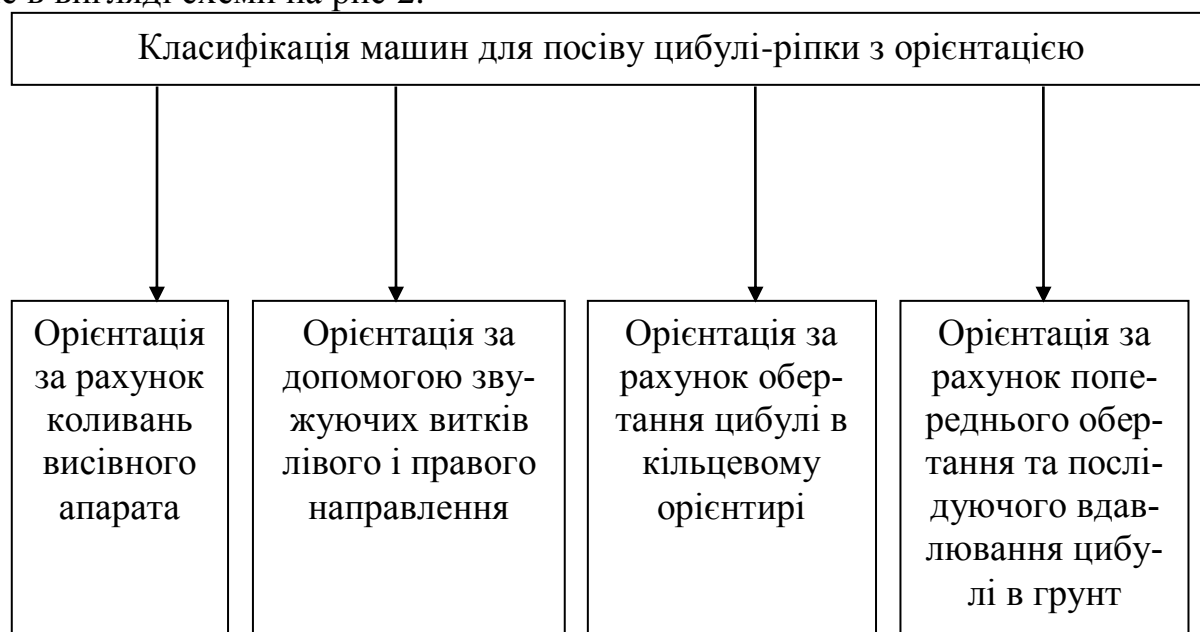 є в вигляді схеми на рис 2.
Класифікація машин для посіву цибулі-ріпки з орієнтацією
Орієнтація
за рахунок
коливань
висівного
апарата
Орієнтація за
допомогою зву-
жуючих витків
лівого і правого
направлення
Орієнтація за
рахунок обер-
тання цибулі в
кільцевому
орієнтирі
Орієнтація за
рахунок попе-
реднього обер-
тання та послі-
дуючого вдав-
лювання цибу-
лі в грунт